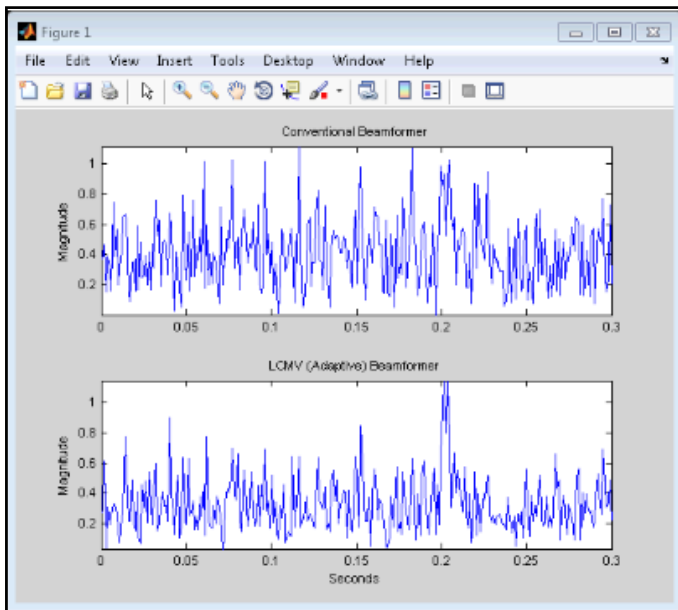 Figure 1
File Edit View Insert Tools Desktop Window Help
Conventional Beamformer
Magnitude
1
0.8
0.6
0.4
0.2
0 0.05 0.1 0.15 0.2 0.25 0.3
LCMV (Adaptive) Beamformer
Magnitude
1
0.8
0.6
0.4
0.2
0 0.05 0.1 0.15 0.2 0.25 0.3
Seconds